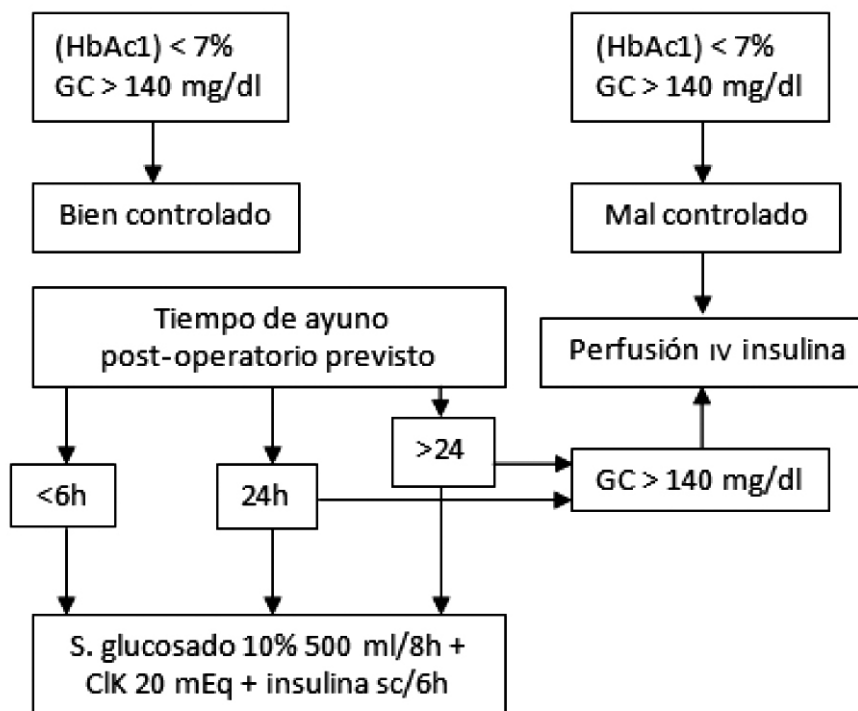 (HbAc1) < 7%
GC > 140 mg/dl
(HbAc1) < 7%
GC > 140 mg/dl
Bien controlado
Mal controlado
Tiempo de ayuno
post-operatorio previsto
Perfusión IV insulina
>24
<6h
24h
GC > 140 mg/dl
S. glucosado 10% 500 ml/8h +
ClK 20 mEq + insulina sc/6h